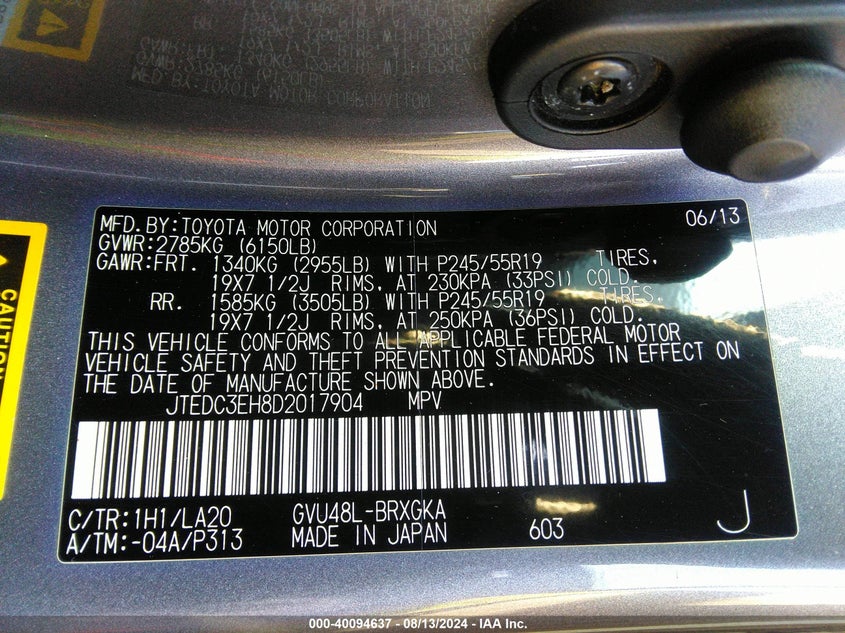 MFD.BY:TOYOTA MOTOR CORPORATION 06/13
GVWR:2785KG (6150LB)
GAWR:FRT. 1340KG (2955LB) WITH P245/55R19 TIRES,
19X7 1/2J RIMS, AT 230KPA (33PSI) COLD.
RR. 1585KG (3505LB) WITH P245/55R19 TIRES,
19X7 1/2J RIMS, AT 250KPA (36PSI) COLD.
THIS VEHICLE CONFORMS TO ALL APPLICABLE FEDERAL MOTOR
VEHICLE SAFETY AND THEFT PREVENTION STANDARDS IN EFFECT ON
THE DATE OF MANUFACTURE SHOWN ABOVE.
JTEDC3EH8D2017904 MPV
C/TR:1H1/LA20 GVU48L-BRXGKA
A/TM:-04A/P313 MADE IN JAPAN 603 J
CAUTION
000-40094637 - 08/13/2024 - IAA Inc.